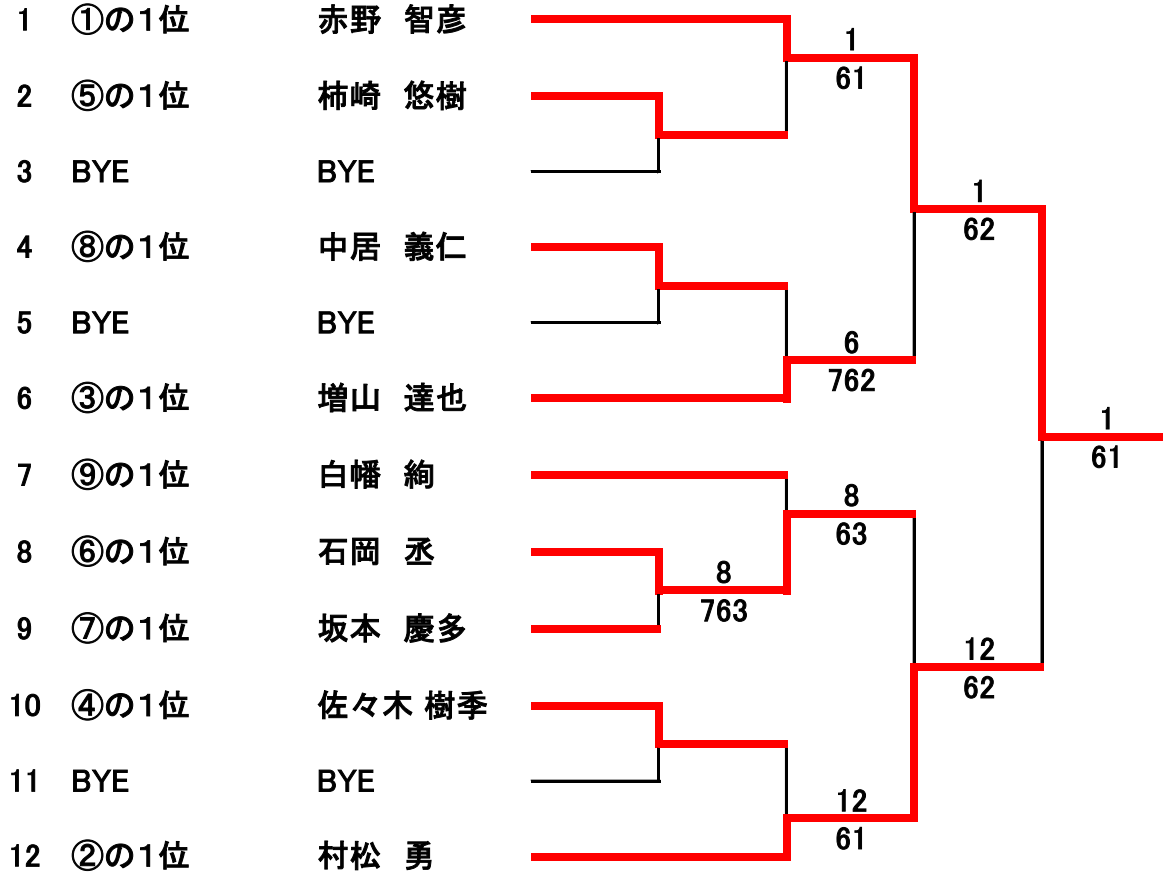 1 ①の１位 赤野 智彦
1
61
2 ⑤の１位 柿崎 悠樹
3 BYE BYE
1
62
4 ⑧の１位 中居 義仁
5 BYE BYE
6
762
6 ③の１位 増山 達也
1
61
7 ⑨の１位 白幡 絢
8
63
8 ⑥の１位 石岡 丞
8
763
9 ⑦の１位 坂本 慶多
12
62
10 ④の１位 佐々木 樹季
11 BYE BYE
12
61
12 ②の１位 村松 勇